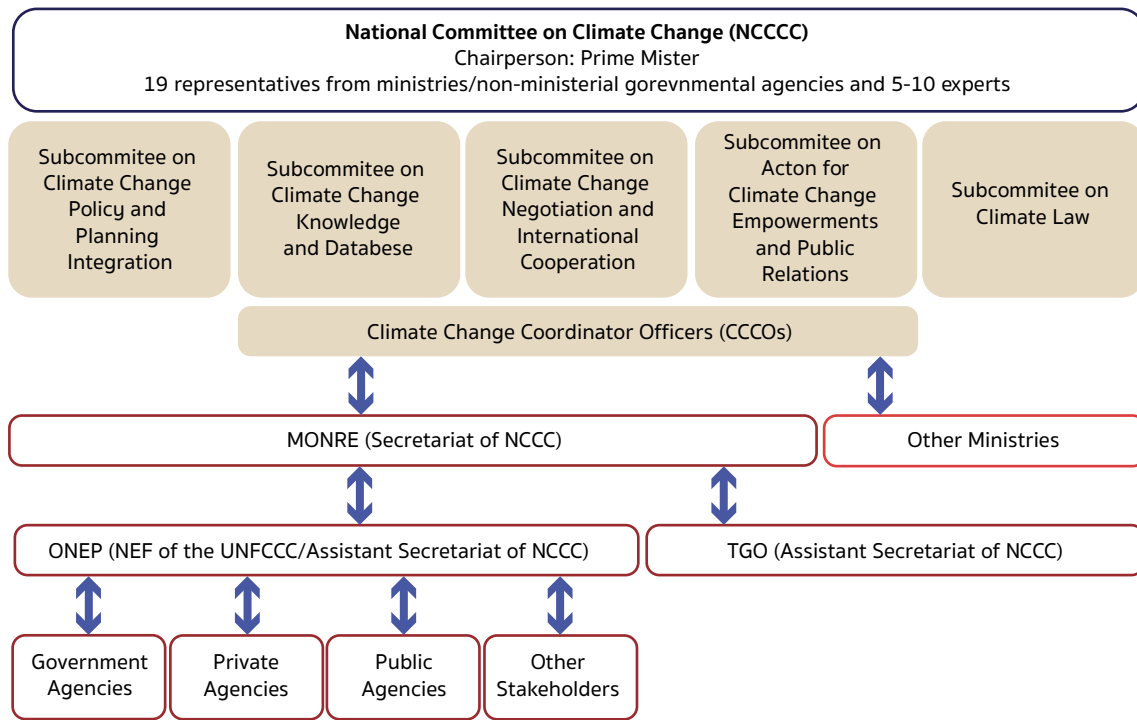 National Committee on Climate Change (NCCCC)
Chairperson: Prime Mister
19 representatives from ministries/non-ministerial gorevnmental agencies and 5-10 experts
Subcommitee on
Climate Change
Policy and
Planning
Integration
Subcommitee on
Climate Change
Knowledge
and Databese
Subcommitee on
Climate Change
Negotiation and
International
Cooperation
Subcommitee on
Acton for
Climate Change
Empowerments
and Public
Relations
Subcommitee on
Climate Law
Climate Change Coordinator Officers (CCCOs)
MONRE (Secretariat of NCCC)
Other Ministries
ONEP (NEF of the UNFCCC/Assistant Secretariat of NCCC)
TGO (Assistant Secretariat of NCCC)
Government
Agencies
Private
Agencies
Public
Agencies
Other
Stakeholders